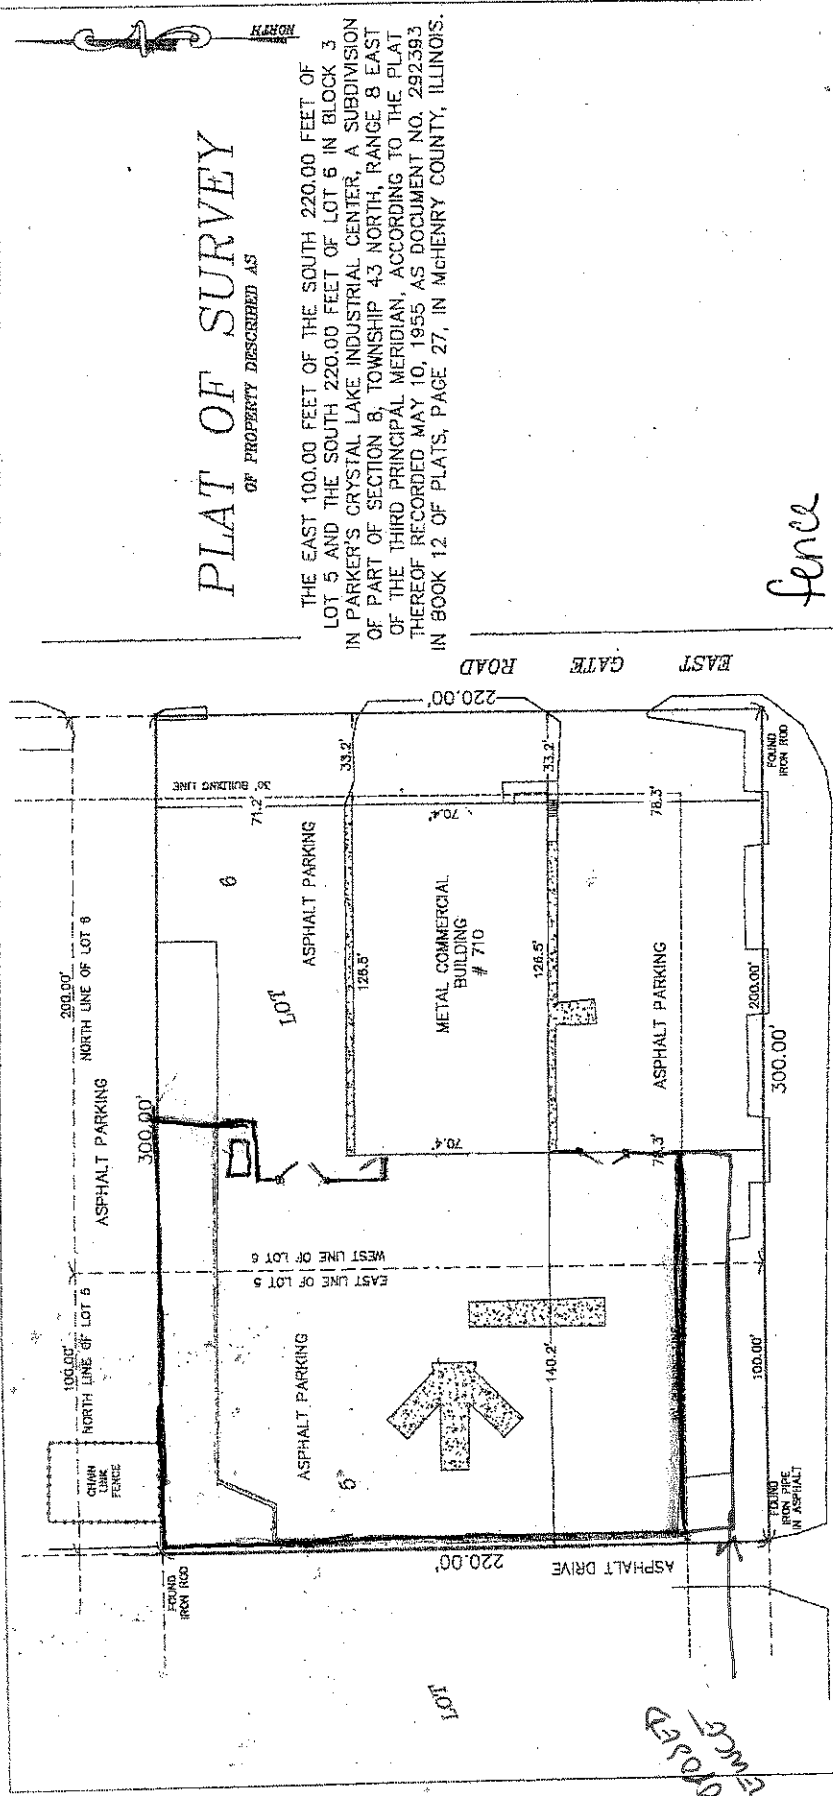 NORTH
PLAT OF SURVEY
OF PROPERTY DESCRIBED AS
THE EAST 100.00 FEET OF THE SOUTH 220.00 FEET OF
LOT 5 AND THE SOUTH 220.00 FEET OF LOT 6 IN BLOCK 3
IN PARKER'S CRYSTAL LAKE INDUSTRIAL CENTER, A SUBDIVISION
OF PART OF SECTION 8, TOWNSHIP 43 NORTH, RANGE 8 EAST
OF THE THIRD PRINCIPAL MERIDIAN, ACCORDING TO THE PLAT
THEREOF RECORDED MAY 10, 1955 AS DOCUMENT NO. 292393
IN BOOK 12 OF PLATS, PAGE 27, IN McHENRY COUNTY, ILLINOIS.
fence
EAST GATE ROAD
220.00'
200.00'
NORTH LINE OF LOT 6
100.00'
NORTH LINE OF LOT 5
ASPHALT PARKING
300.00'
CHAIN
LINK
FENCE
FOUND
IRON ROD
30' BUILDING LINE
71.2'
33.2'
6
LOT
ASPHALT PARKING
126.5'
70.4'
METAL COMMERCIAL
BUILDING
# 710
70.4'
126.5'
33.2'
78.3'
78.3'
ASPHALT PARKING
WEST LINE OF LOT 6
EAST LINE OF LOT 5
ASPHALT PARKING
5
140.2'
220.00'
ASPHALT DRIVE
100.00'
200.00'
300.00'
FOUND
IRON ROD
FOUND
IRON PIPE
IN ASPHALT
LOT